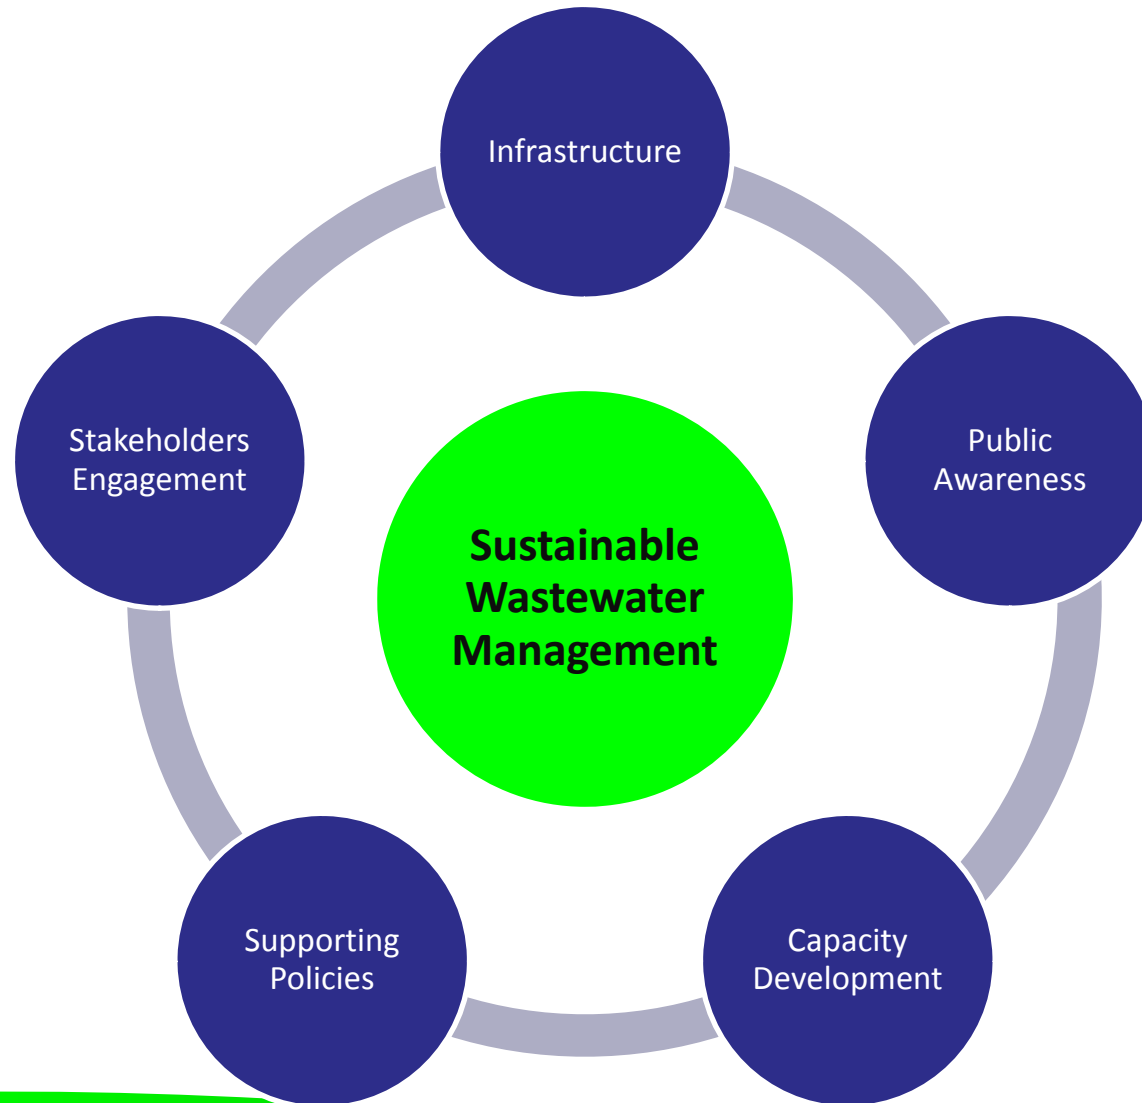 Infrastructure
Stakeholders
Engagement
Public
Awareness
Sustainable
Wastewater
Management
Supporting
Policies
Capacity
Development